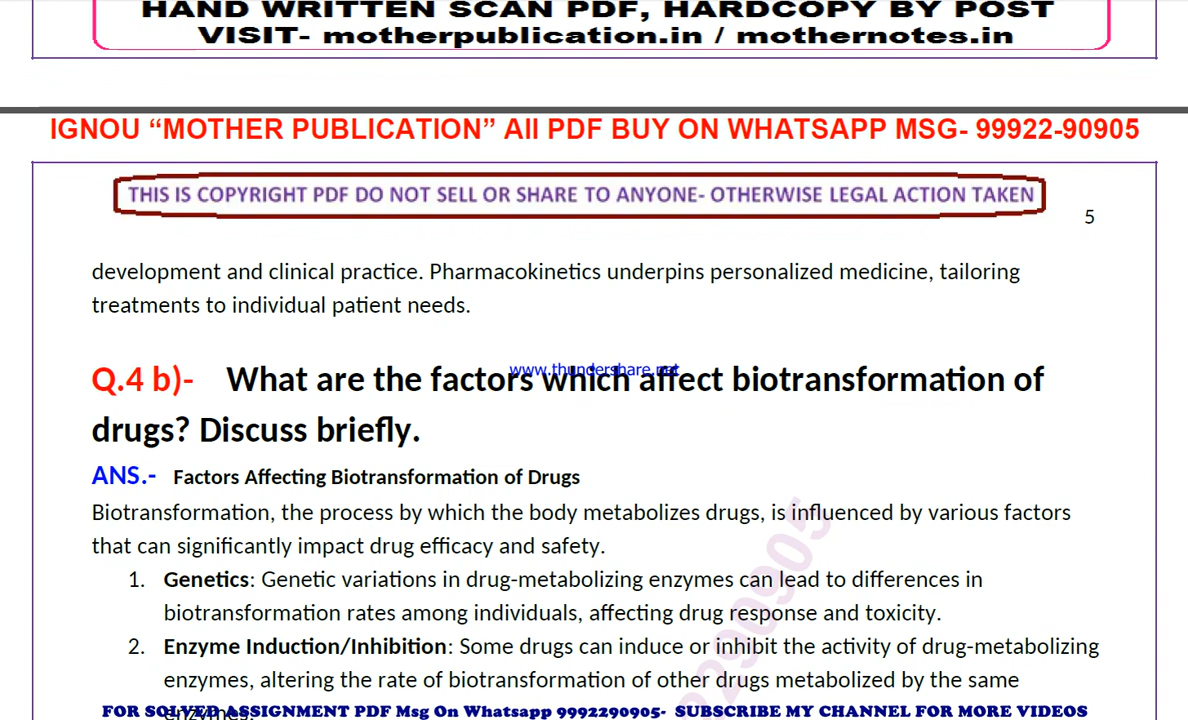 HAND WRITTEN SCAN PDF, HARDCOPY BY POST
VISIT- motherpublication.in / mothernotes.in
IGNOU “MOTHER PUBLICATION” All PDF BUY ON WHATSAPP MSG- 99922-90905
THIS IS COPYRIGHT PDF DO NOT SELL OR SHARE TO ANYONE- OTHERWISE LEGAL ACTION TAKEN
5
development and clinical practice. Pharmacokinetics underpins personalized medicine, tailoring
treatments to individual patient needs.
www.thundershare.net
Q.4 b)- What are the factors which affect biotransformation of
drugs? Discuss briefly.
ANS.- Factors Affecting Biotransformation of Drugs
Biotransformation, the process by which the body metabolizes drugs, is influenced by various factors
that can significantly impact drug efficacy and safety.
1. Genetics: Genetic variations in drug-metabolizing enzymes can lead to differences in
biotransformation rates among individuals, affecting drug response and toxicity.
2. Enzyme Induction/Inhibition: Some drugs can induce or inhibit the activity of drug-metabolizing
enzymes, altering the rate of biotransformation of other drugs metabolized by the same
enzymes.
FOR SOLVED ASSIGNMENT PDF Msg On Whatsapp 9992290905- SUBSCRIBE MY CHANNEL FOR MORE VIDEOS